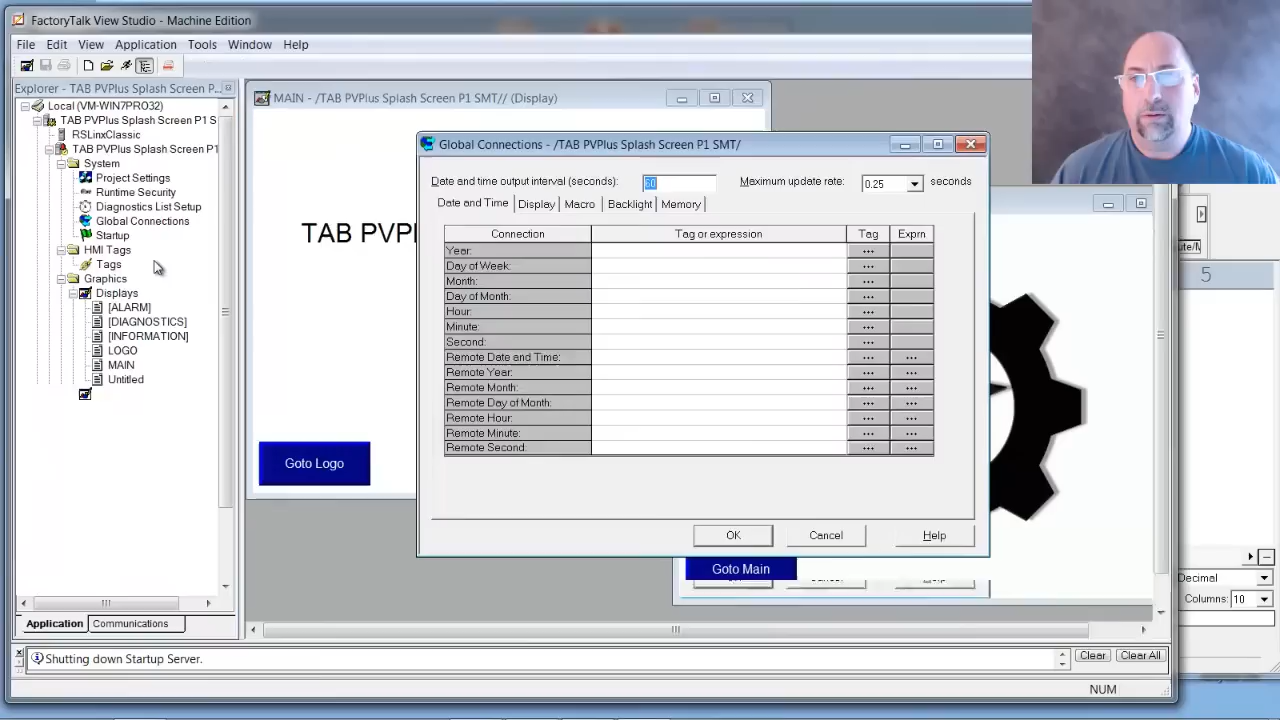 FactoryTalk View Studio - Machine Edition
File Edit View Application Tools Window Help
Explorer - TAB PVPlus Splash Screen P...
Local (VM-WIN7PRO32)
TAB PVPlus Splash Screen P1 S
RSLinxClassic
TAB PVPlus Splash Screen P1
System
Project Settings
Runtime Security
Diagnostics List Setup
Global Connections
Startup
HMI Tags
Tags
Graphics
Displays
[ALARM]
[DIAGNOSTICS]
[INFORMATION]
LOGO
MAIN
Untitled
Application Communications
MAIN - /TAB PVPlus Splash Screen P1 SMT// (Display)
TAB PVP
Goto Logo
Global Connections - /TAB PVPlus Splash Screen P1 SMT/
Date and time output interval (seconds): 60 Maximum update rate: 0.25 seconds
Date and Time Display Macro Backlight Memory
Connection Tag or expression Tag Exprn
Year:
Day of Week:
Month:
Day of Month:
Hour:
Minute:
Second:
Remote Date and Time:
Remote Year:
Remote Month:
Remote Day of Month:
Remote Hour:
Remote Minute:
Remote Second:
OK Cancel Help
Goto Main
5
Decimal
Columns: 10
Shutting down Startup Server.
Clear Clear All
NUM